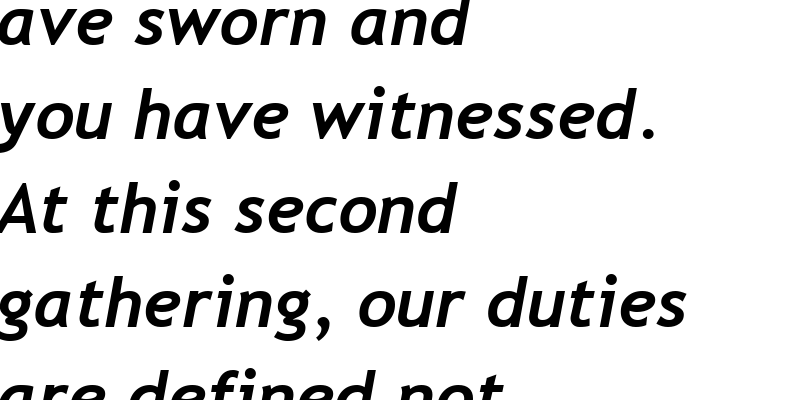 ave sworn and
you have witnessed.
At this second
gathering, our duties
are defined not